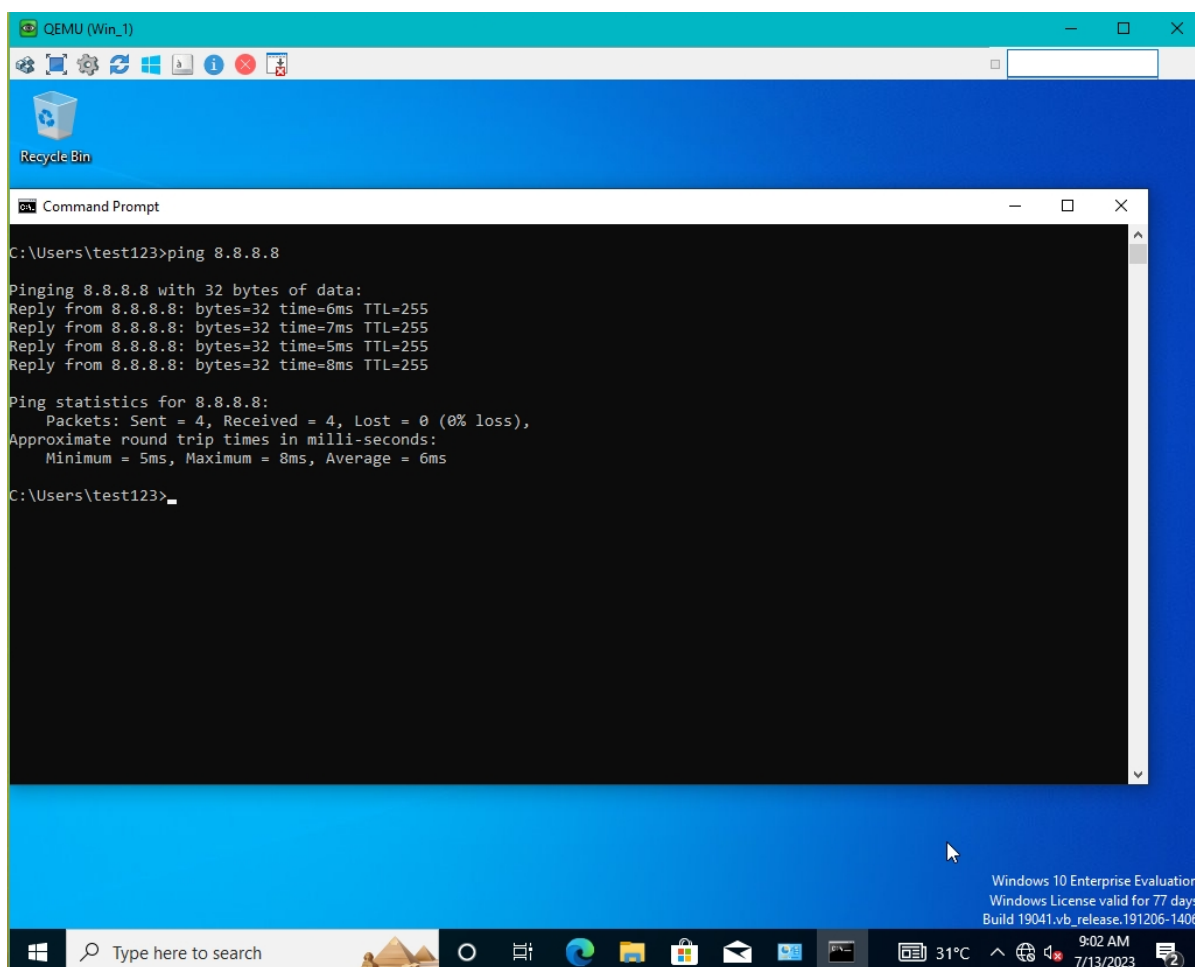 QEMU (Win_1)
Recycle Bin
Command Prompt
C:\Users\test123>ping 8.8.8.8
Pinging 8.8.8.8 with 32 bytes of data:
Reply from 8.8.8.8: bytes=32 time=6ms TTL=255
Reply from 8.8.8.8: bytes=32 time=7ms TTL=255
Reply from 8.8.8.8: bytes=32 time=5ms TTL=255
Reply from 8.8.8.8: bytes=32 time=8ms TTL=255
Ping statistics for 8.8.8.8:
Packets: Sent = 4, Received = 4, Lost = 0 (0% loss),
Approximate round trip times in milli-seconds:
Minimum = 5ms, Maximum = 8ms, Average = 6ms
C:\Users\test123>
Windows 10 Enterprise Evaluation
Windows License valid for 77 days
Build 19041.vb_release.191206-1406
Type here to search
31°C
9:02 AM
7/13/2023
2